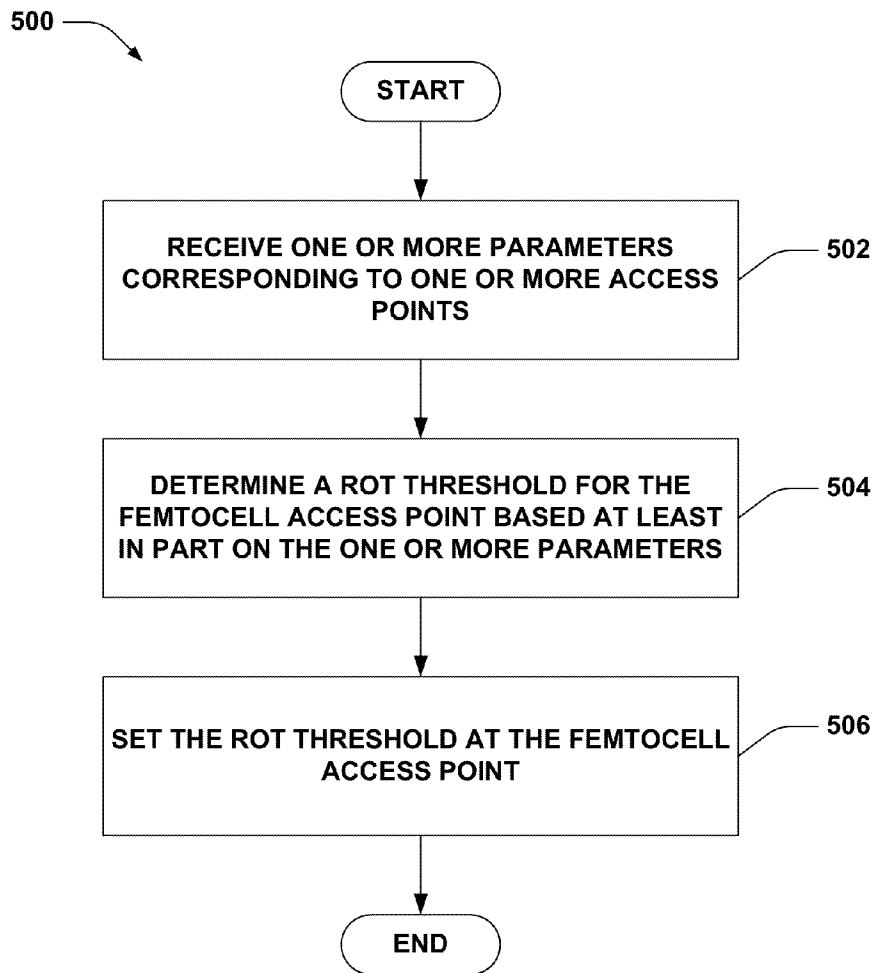 500
START
RECEIVE ONE OR MORE PARAMETERS
CORRESPONDING TO ONE OR MORE ACCESS
POINTS
502
DETERMINE A ROT THRESHOLD FOR THE
FEMTOCELL ACCESS POINT BASED AT LEAST
IN PART ON THE ONE OR MORE PARAMETERS
504
SET THE ROT THRESHOLD AT THE FEMTOCELL
ACCESS POINT
506
END